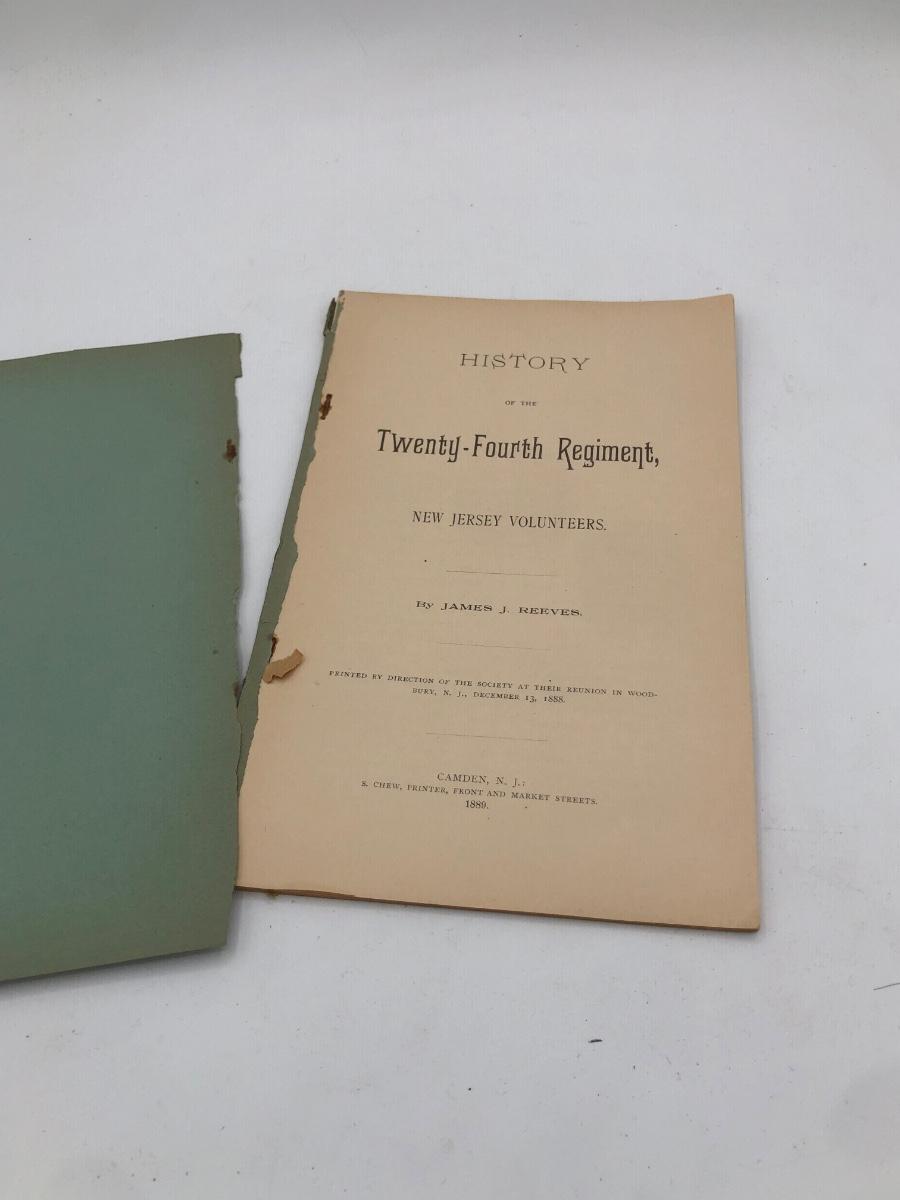 HISTORY
OF THE
Twenty-Fourth Regiment,
NEW JERSEY VOLUNTEERS.
By JAMES J. REEVES.
PRINTED BY DIRECTION OF THE SOCIETY AT THEIR REUNION IN WOOD-
BURY, N. J., DECEMBER 13, 1888.
CAMDEN, N. J.:
S. CHEW, PRINTER, FRONT AND MARKET STREETS.
1889.